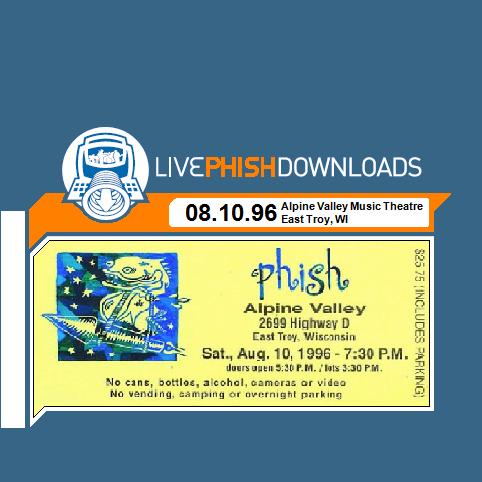 LIVEPHISHDOWNLOADS
08.10.96
Alpine Valley Music Theatre
East Troy, WI
phish
Alpine Valley
2699 Highway D
East Troy, Wisconsin
Sat., Aug. 10, 1996 - 7:30 P.M.
doors open 5:30 P.M. / lots 3:30 P.M.
No cans, bottles, alcohol, cameras or video
No vending, camping or overnight parking
$25.75 (INCLUDES PARKING)